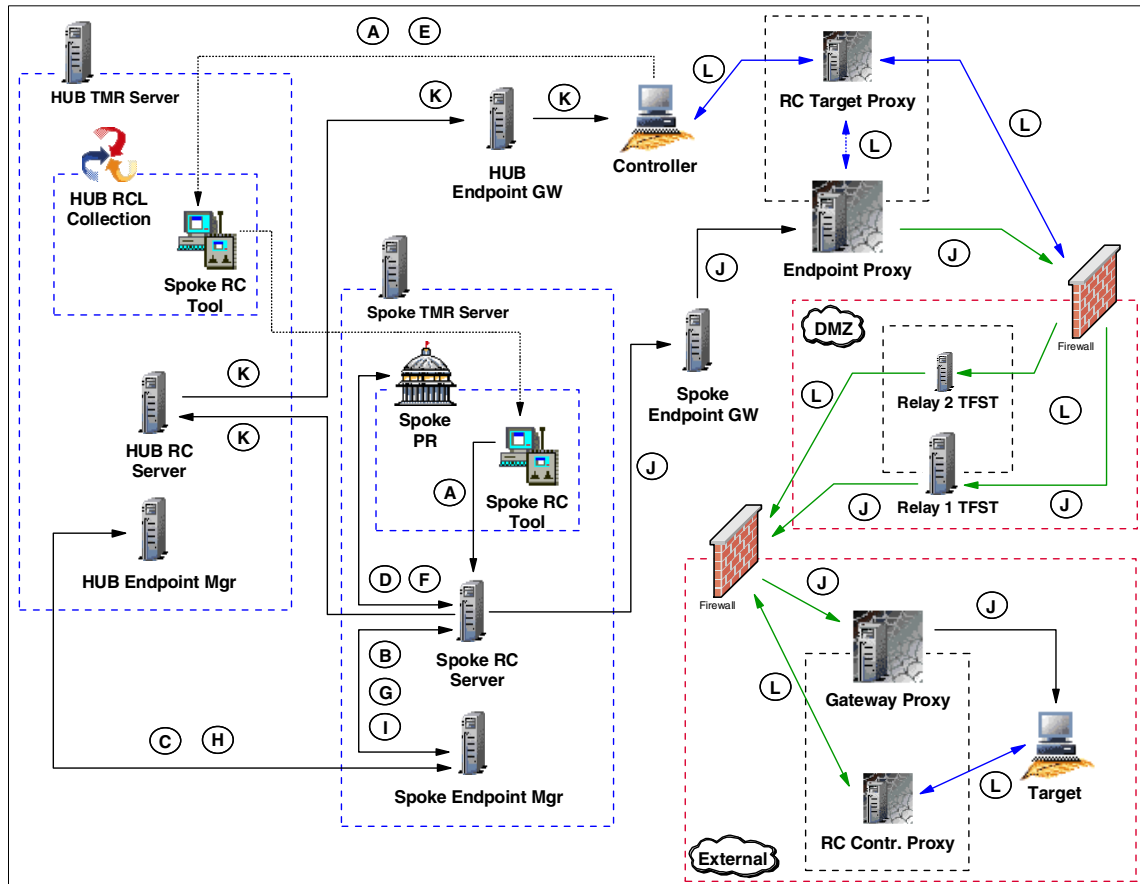 A E
HUB TMR Server
K K
L
RC Target Proxy
L
L
HUB RCL
Collection
HUB
Endpoint GW
Controller
Spoke RC
Tool
Spoke TMR Server
J
Endpoint Proxy
J
DMZ
Firewall
Spoke
PR
Spoke
Endpoint GW
L
Relay 2 TFST
L
K
HUB RC
Server
K
A
Spoke RC
Tool
J
J
Relay 1 TFST
J
HUB Endpoint Mgr
D F
Firewall
J
J
B
Spoke RC
Server
G
I
L
Gateway Proxy
C H
Spoke Endpoint Mgr
L
Target
RC Contr. Proxy
External